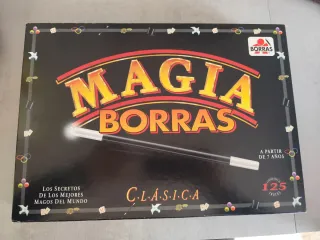 BORRAS
MAGIA
BORRAS
A PARTIR
DE 7 AÑOS
LOS SECRETOS
DE LOS MEJORES
MAGOS DEL MUNDO
CLÁSICA
125